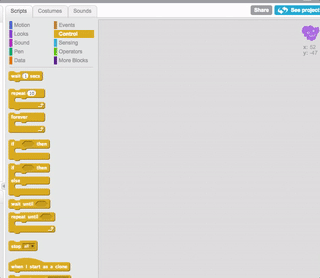 Scripts Costumes Sounds
Share
See project
Motion Events
Looks Control
Sound Sensing
Pen Operators
Data More Blocks
x: 52
y: -47
wait 1 secs
repeat 10
forever
if then
if then
else
wait until
repeat until
stop all
when I start as a clone